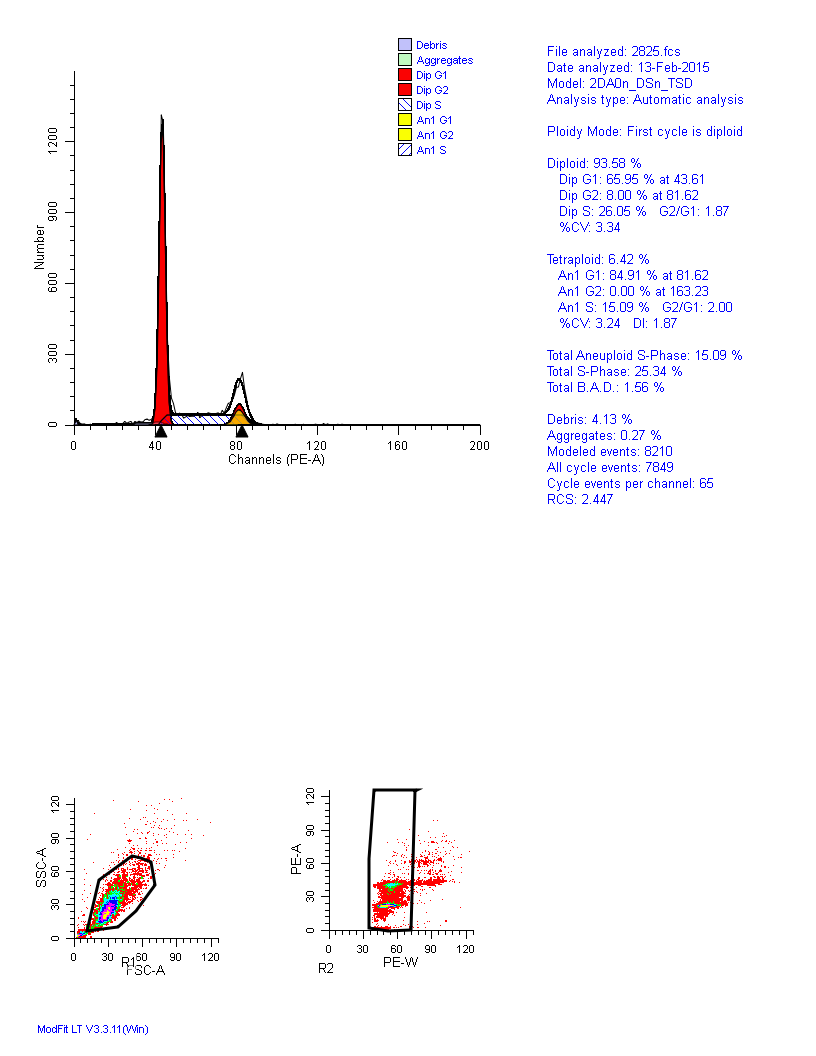 Debris
Aggregates
Dip G1
Dip G2
Dip S
An1 G1
An1 G2
An1 S
Number
0 300 600 900 1200
0 40 80 120 160 200
Channels (PE-A)
File analyzed: 2825.fcs
Date analyzed: 13-Feb-2015
Model: 2DA0n_DSn_TSD
Analysis type: Automatic analysis
Ploidy Mode: First cycle is diploid
Diploid: 93.58 %
Dip G1: 65.95 % at 43.61
Dip G2: 8.00 % at 81.62
Dip S: 26.05 % G2/G1: 1.87
%CV: 3.34
Tetraploid: 6.42 %
An1 G1: 84.91 % at 81.62
An1 G2: 0.00 % at 163.23
An1 S: 15.09 % G2/G1: 2.00
%CV: 3.24 DI: 1.87
Total Aneuploid S-Phase: 15.09 %
Total S-Phase: 25.34 %
Total B.A.D.: 1.56 %
Debris: 4.13 %
Aggregates: 0.27 %
Modeled events: 8210
All cycle events: 7849
Cycle events per channel: 65
RCS: 2.447
SSC-A
0 30 60 90 120
0 30 60 90 120
R1
FSC-A
PE-A
0 30 60 90 120
0 30 60 90 120
PE-W
R2
ModFit LT V3.3.11(Win)